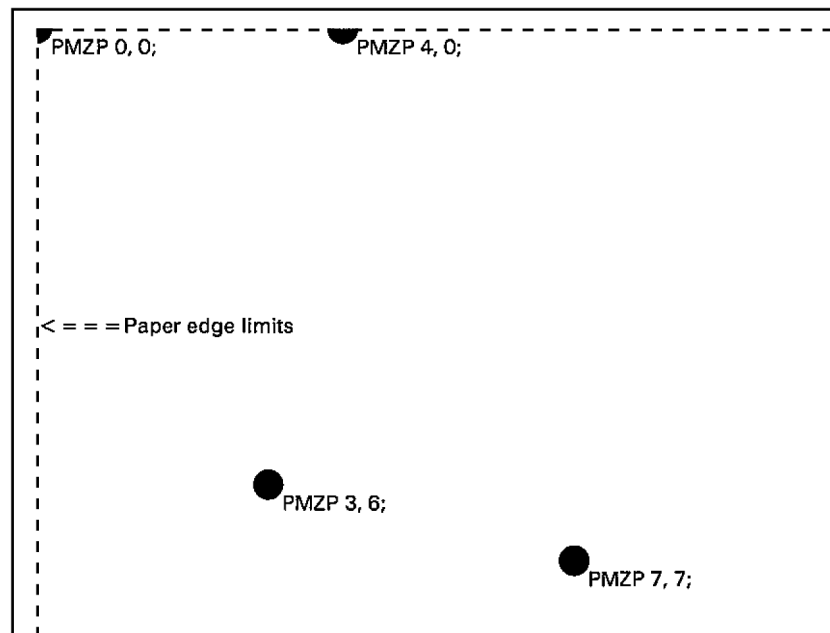 PMZP 0, 0;
PMZP 4, 0;
< = = = Paper edge limits
PMZP 3, 6;
PMZP 7, 7;